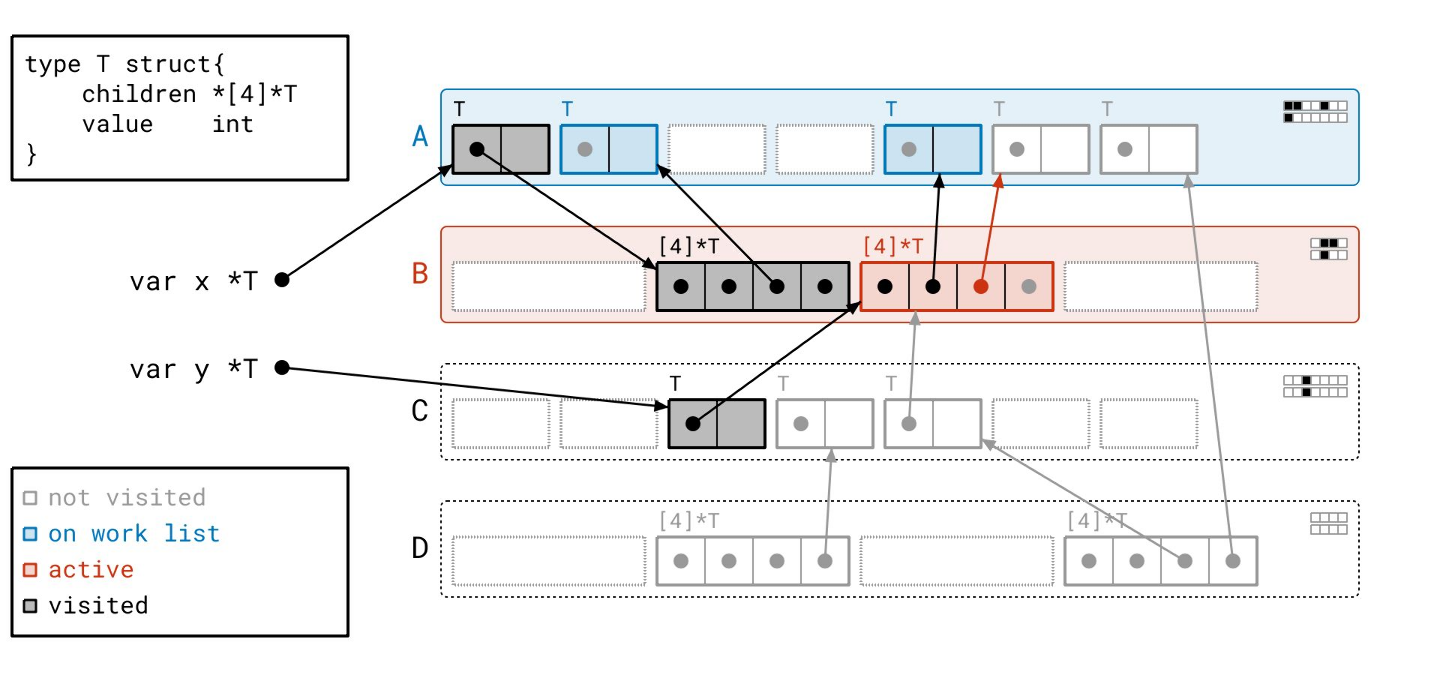 type T struct{
    children *[4]*T
    value    int
}
A
T
T
T
T
T
var x *T
B
[4]*T
[4]*T
var y *T
C
T
T
T
not visited
on work list
active
visited
D
[4]*T
[4]*T